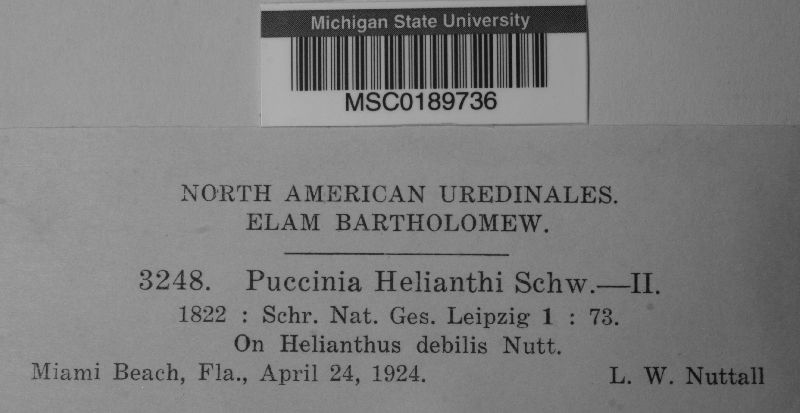 Michigan State University
MSC0189736
NORTH AMERICAN UREDINALES.
ELAM BARTHOLOMEW.
3248. Puccinia Helianthi Schw.—II.
1822 : Schr. Nat. Ges. Leipzig 1 : 73.
On Helianthus debilis Nutt.
Miami Beach, Fla., April 24, 1924. L. W. Nuttall